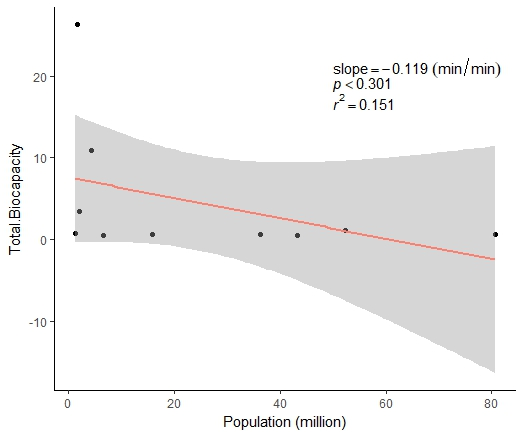 slope = −0.119 (min/min)
p < 0.301
r² = 0.151
Total.Biocapacity
20
10
0
-10
0 20 40 60 80
Population (million)